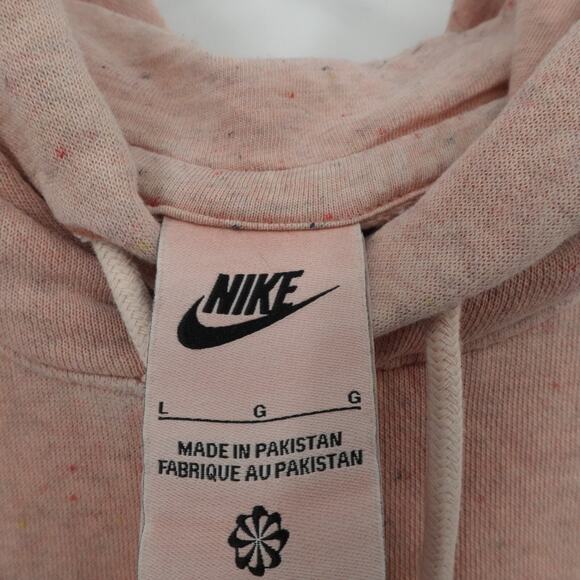 NIKE
L G G
MADE IN PAKISTAN
FABRIQUE AU PAKISTAN